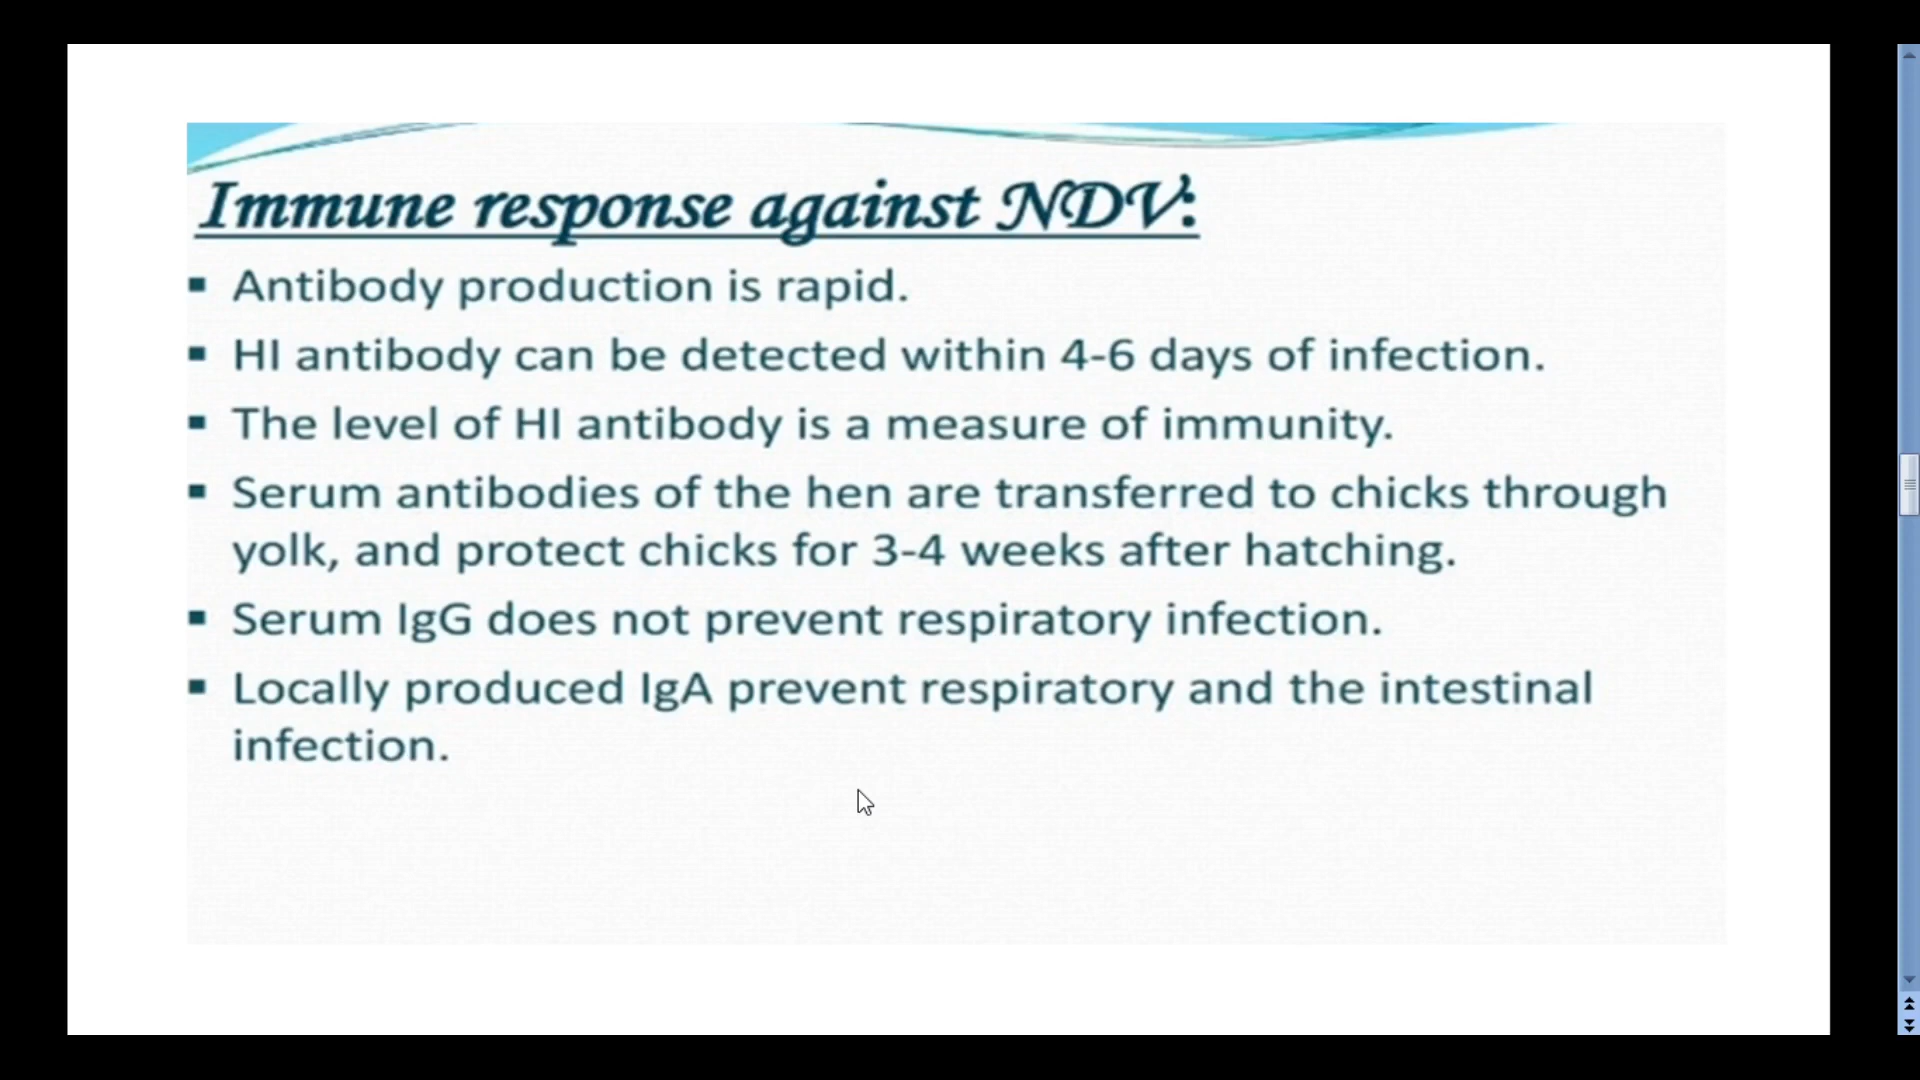 Immune response against NDV:
▪ Antibody production is rapid.
▪ HI antibody can be detected within 4-6 days of infection.
▪ The level of HI antibody is a measure of immunity.
▪ Serum antibodies of the hen are transferred to chicks through
yolk, and protect chicks for 3-4 weeks after hatching.
▪ Serum IgG does not prevent respiratory infection.
▪ Locally produced IgA prevent respiratory and the intestinal
infection.